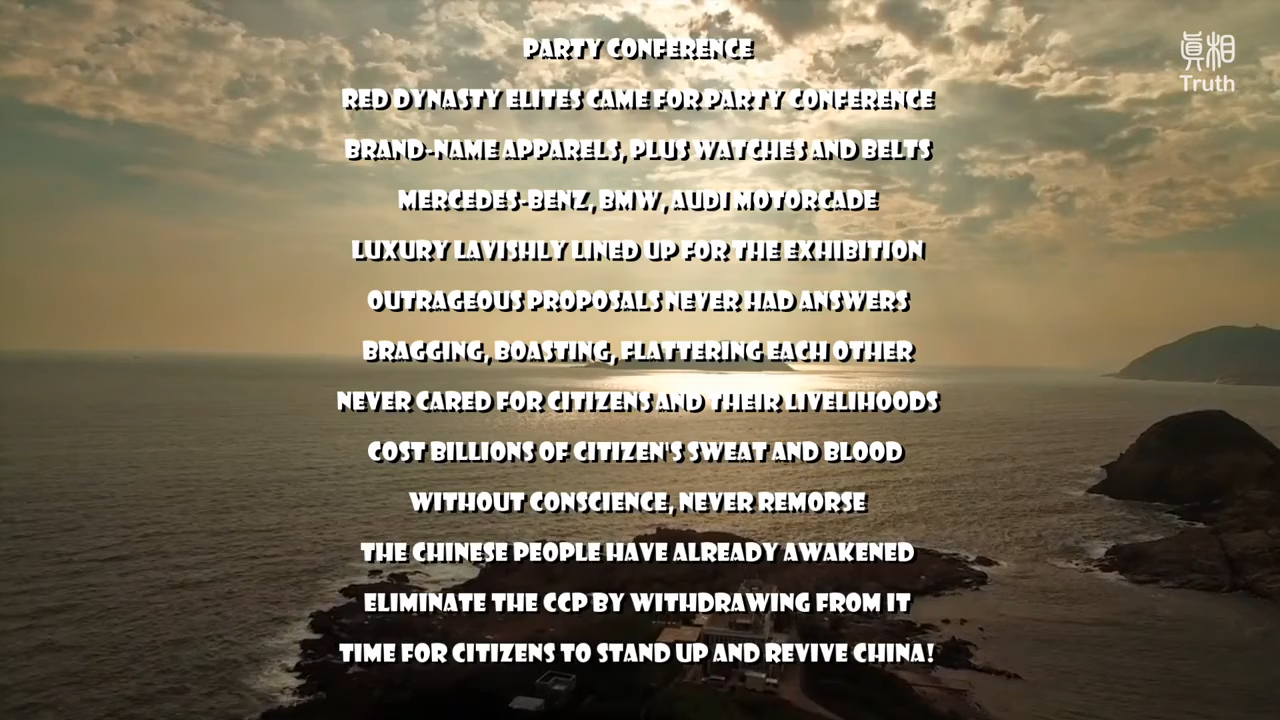 PARTY CONFERENCE
真相
Truth
RED DYNASTY ELITES CAME FOR PARTY CONFERENCE
BRAND-NAME APPARELS, PLUS WATCHES AND BELTS
MERCEDES-BENZ, BMW, AUDI MOTORCADE
LUXURY LAVISHLY LINED UP FOR THE EXHIBITION
OUTRAGEOUS PROPOSALS NEVER HAD ANSWERS
BRAGGING, BOASTING, FLATTERING EACH OTHER
NEVER CARED FOR CITIZENS AND THEIR LIVELIHOODS
COST BILLIONS OF CITIZEN'S SWEAT AND BLOOD
WITHOUT CONSCIENCE, NEVER REMORSE
THE CHINESE PEOPLE HAVE ALREADY AWAKENED
ELIMINATE THE CCP BY WITHDRAWING FROM IT
TIME FOR CITIZENS TO STAND UP AND REVIVE CHINA!